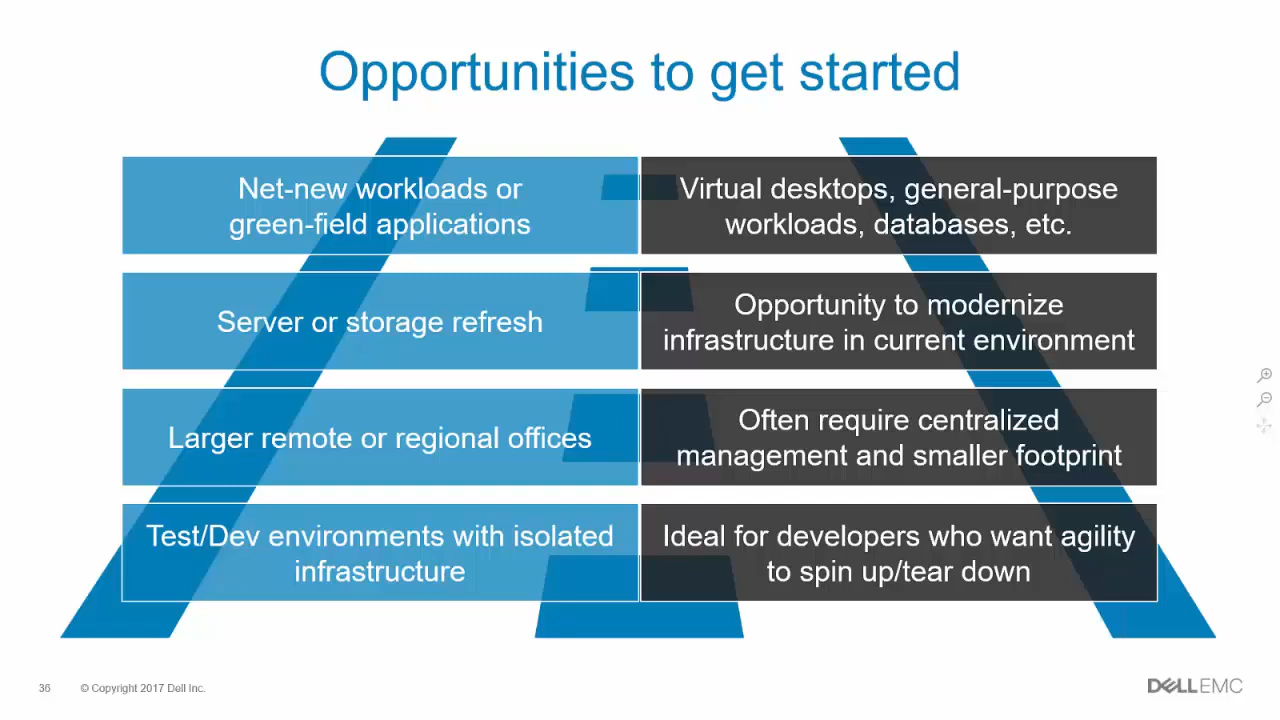 Opportunities to get started
Net-new workloads or
green-field applications
Virtual desktops, general-purpose
workloads, databases, etc.
Server or storage refresh
Opportunity to modernize
infrastructure in current environment
Larger remote or regional offices
Often require centralized
management and smaller footprint
Test/Dev environments with isolated
infrastructure
Ideal for developers who want agility
to spin up/tear down
36
© Copyright 2017 Dell Inc.
DELLEMC